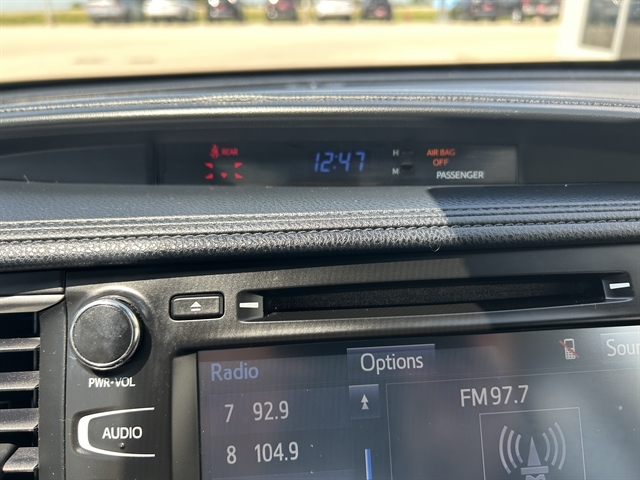 REAR
12:47
H
M
AIR BAG
OFF
PASSENGER
PWR•VOL
AUDIO
Radio
Options
7 92.9
8 104.9
FM 97.7